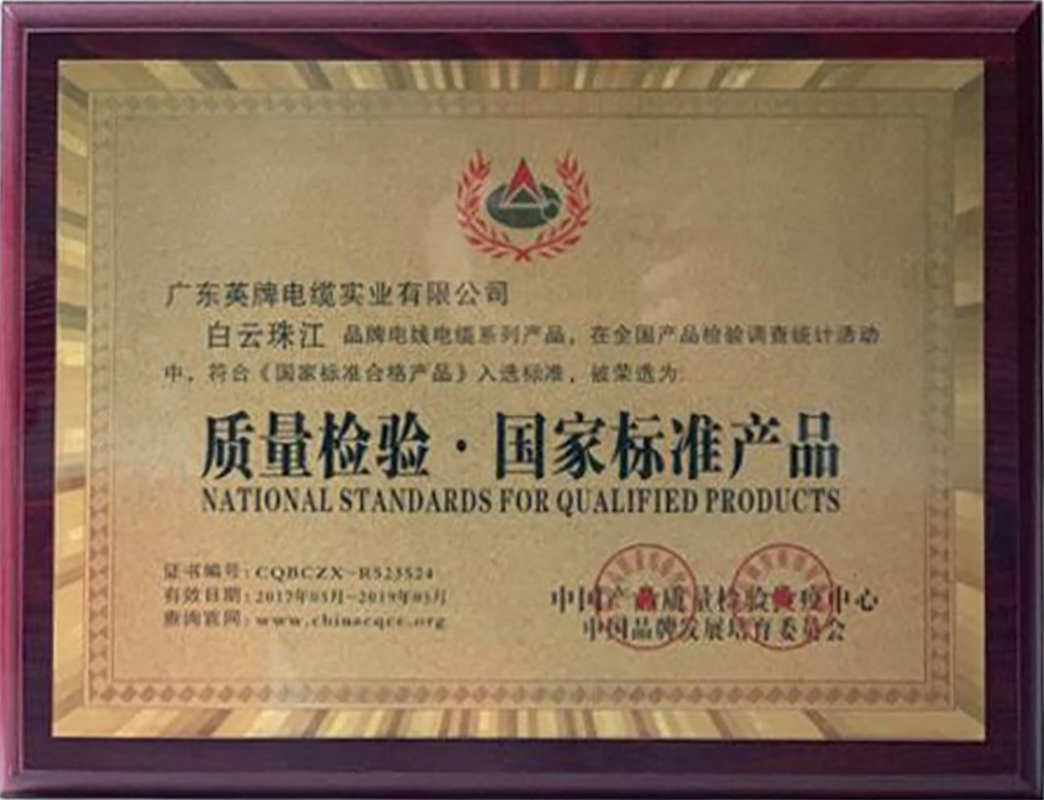 广东英牌电缆实业有限公司
白云珠江 品牌电线电缆系列产品，在全国产品检验调查统计活动
中，符合《国家标准合格产品》入选标准，被荣选为:
质量检验·国家标准产品
NATIONAL STANDARDS FOR QUALIFIED PRODUCTS
证书编号: CQBCZX-R523524
有效日期: 2017年05月-2019年05月
查询官网: www.chinacqcc.org
中国产品质量检验检疫中心
中国品牌发展培育委员会